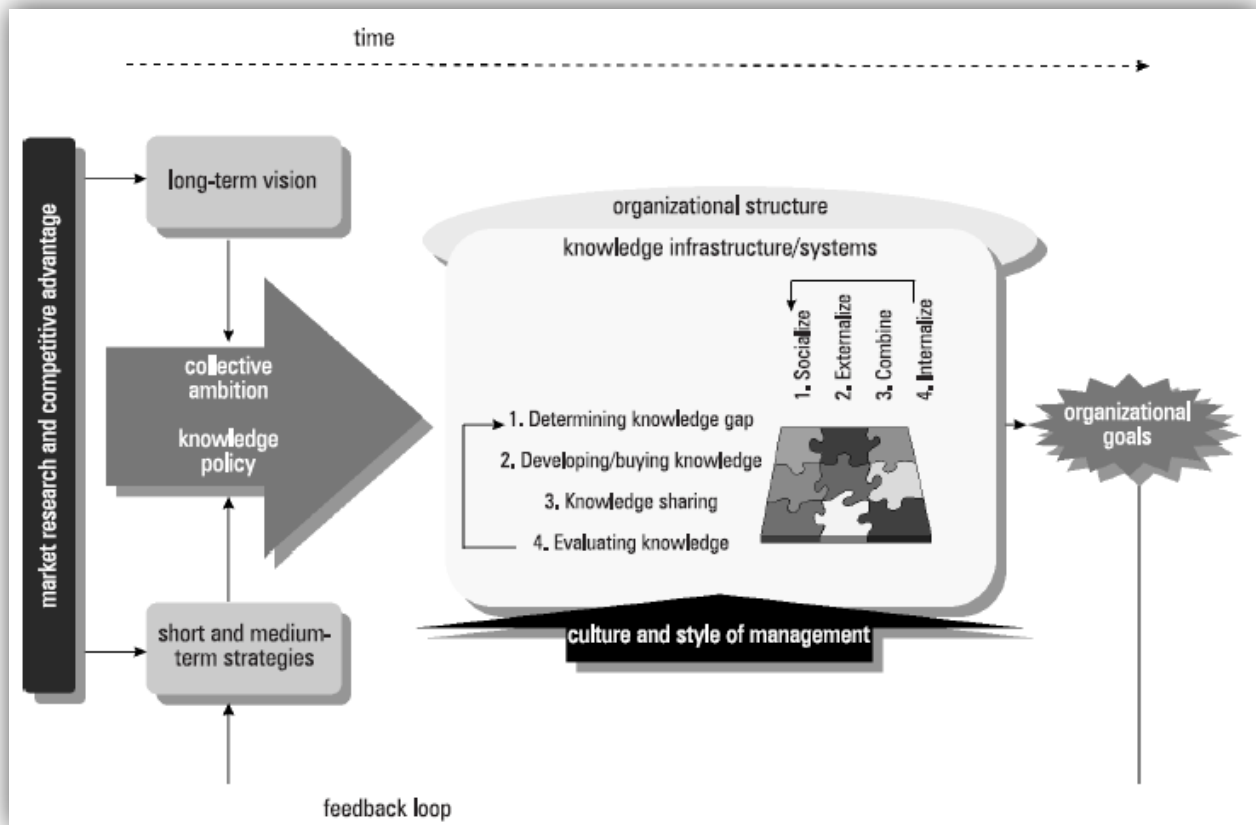 time
market research and competitive advantage
long-term vision
collective
ambition
knowledge
policy
short and medium-
term strategies
organizational structure
knowledge infrastructure/systems
1. Socialize
2. Externalize
3. Combine
4. Internalize
1. Determining knowledge gap
2. Developing/buying knowledge
3. Knowledge sharing
4. Evaluating knowledge
culture and style of management
organizational
goals
feedback loop